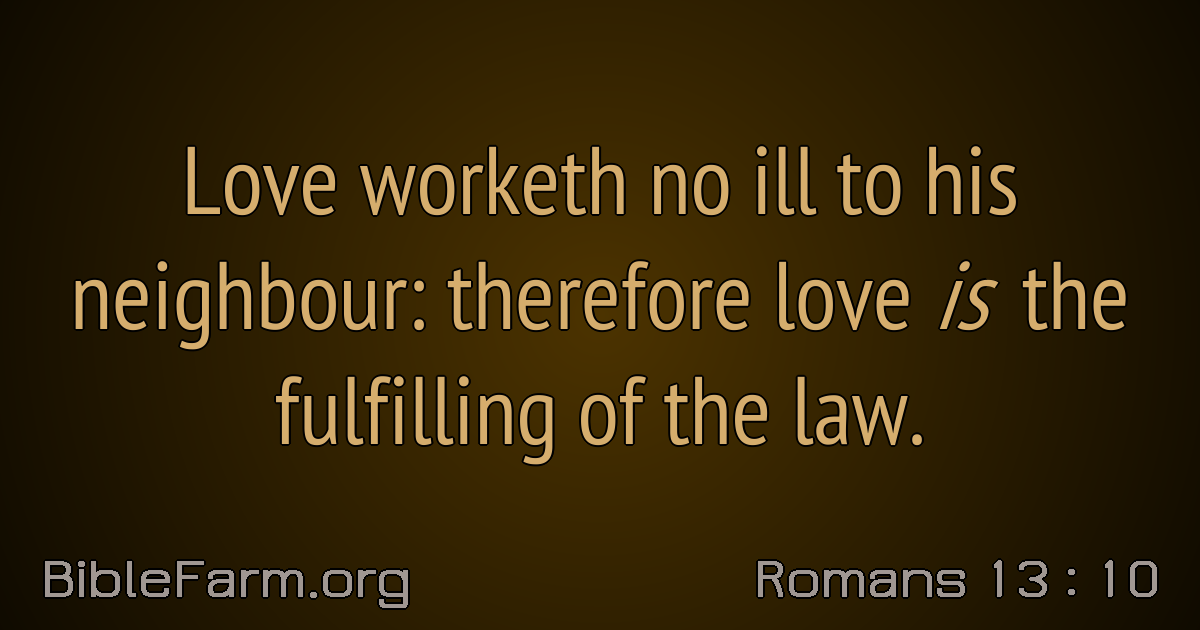 Love worketh no ill to his
neighbour: therefore love is the
fulfilling of the law.
BibleFarm.org
Romans 13 : 10